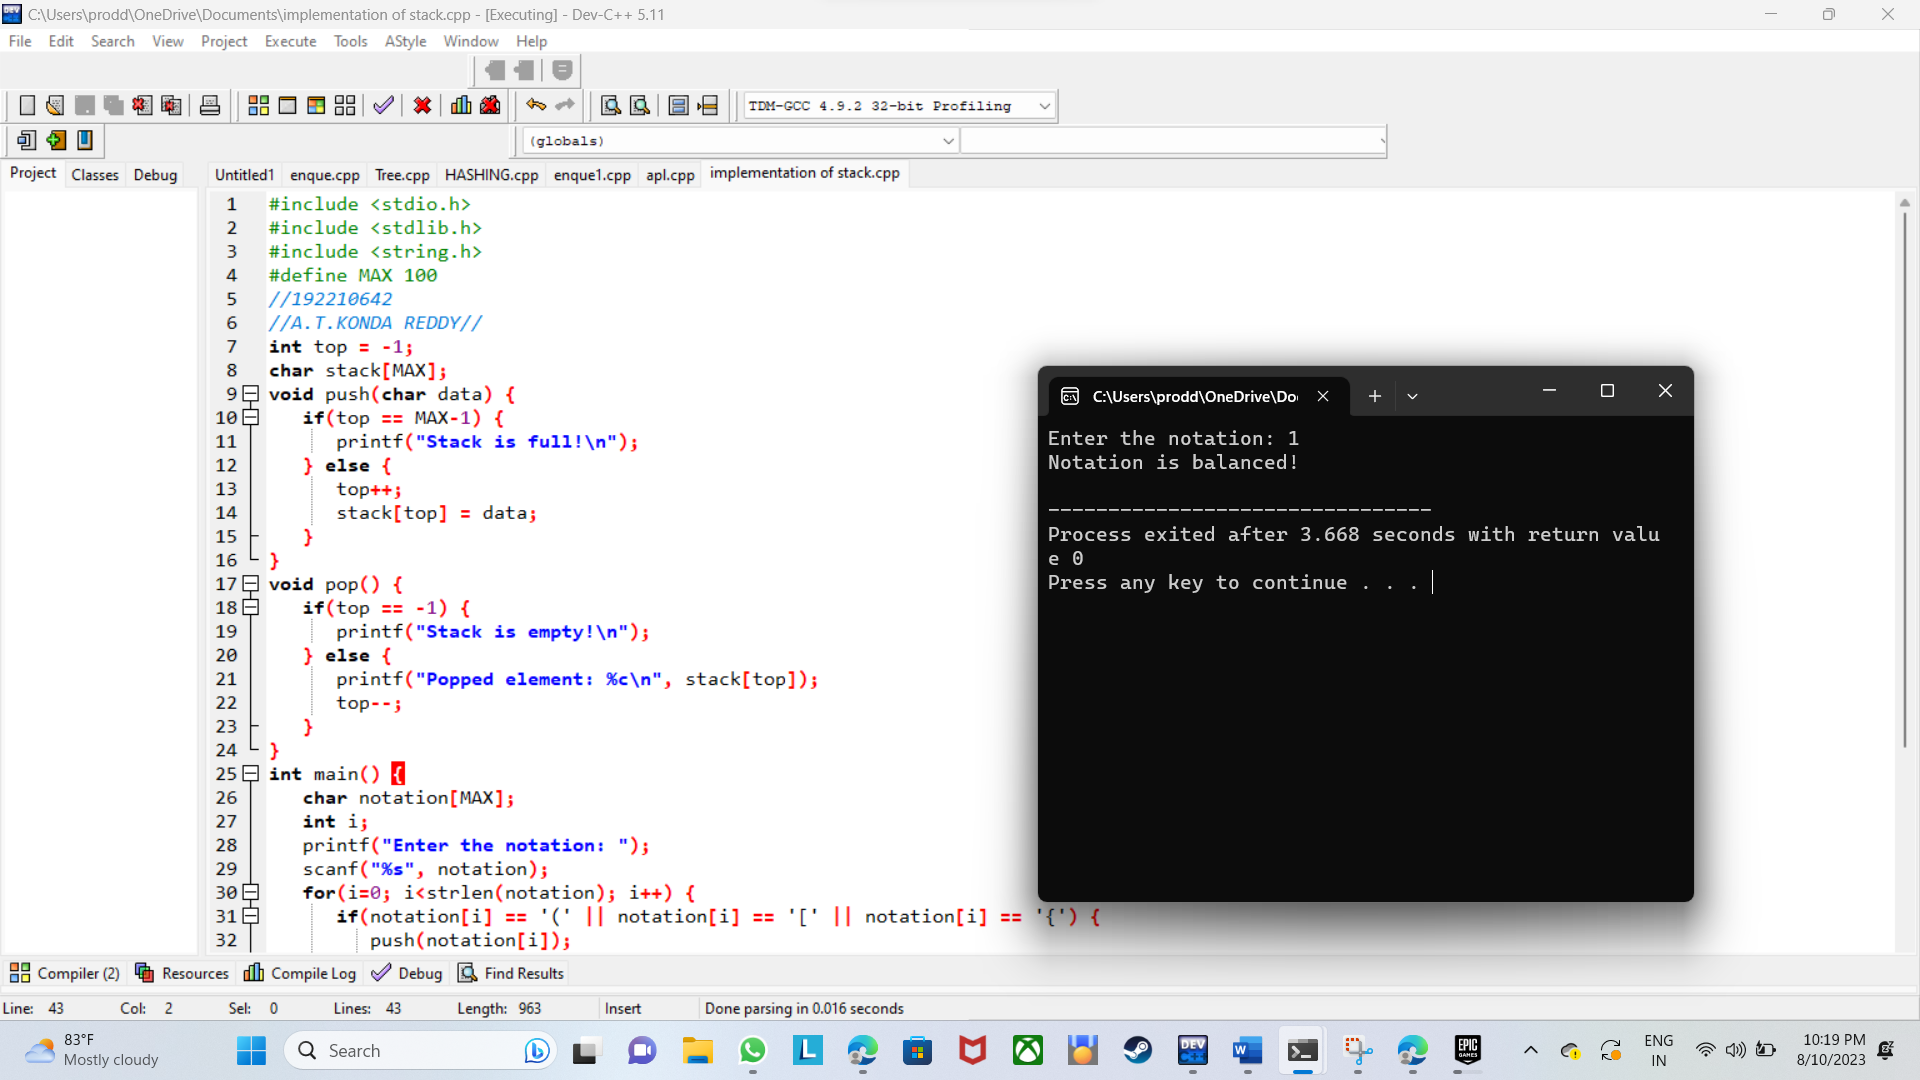 C:\Users\prodd\OneDrive\Documents\implementation of stack.cpp - [Executing] - Dev-C++ 5.11
File Edit Search View Project Execute Tools AStyle Window Help
TDM-GCC 4.9.2 32-bit Profiling
(globals)
Project Classes Debug
Untitled1 enque.cpp Tree.cpp HASHING.cpp enque1.cpp apl.cpp implementation of stack.cpp
1 #include <stdio.h>
2 #include <stdlib.h>
3 #include <string.h>
4 #define MAX 100
5 //192210642
6 //A.T.KONDA REDDY//
7 int top = -1;
8 char stack[MAX];
9 void push(char data) {
10 if(top == MAX-1) {
11 printf("Stack is full!\n");
12 } else {
13 top++;
14 stack[top] = data;
15 }
16 }
17 void pop() {
18 if(top == -1) {
19 printf("Stack is empty!\n");
20 } else {
21 printf("Popped element: %c\n", stack[top]);
22 top--;
23 }
24 }
25 int main() {
26 char notation[MAX];
27 int i;
28 printf("Enter the notation: ");
29 scanf("%s", notation);
30 for(i=0; i<strlen(notation); i++) {
31 if(notation[i] == '(' || notation[i] == '[' || notation[i] == '{') {
32 push(notation[i]);
C:\Users\prodd\OneDrive\Do
Enter the notation: 1
Notation is balanced!
--------------------------------
Process exited after 3.668 seconds with return valu
e 0
Press any key to continue . . .
Compiler (2) Resources Compile Log Debug Find Results
Line: 43 Col: 2 Sel: 0 Lines: 43 Length: 963 Insert Done parsing in 0.016 seconds
83°F
Mostly cloudy
Search
L
DEV
C++
W
EPIC
GAMES
ENG
IN
10:19 PM
8/10/2023